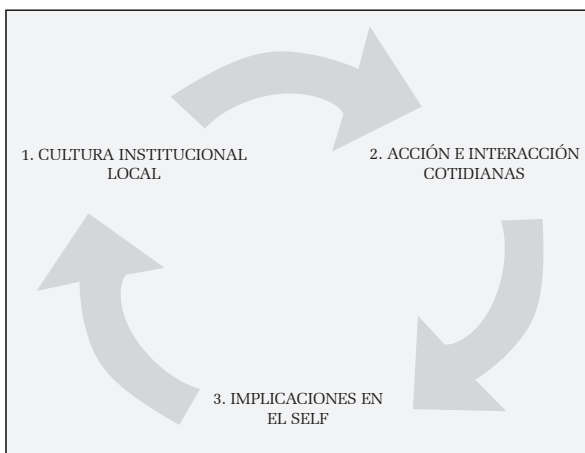 1. CULTURA INSTITUCIONAL
LOCAL
2. ACCIÓN E INTERACCIÓN
COTIDIANAS
3. IMPLICACIONES EN
EL SELF